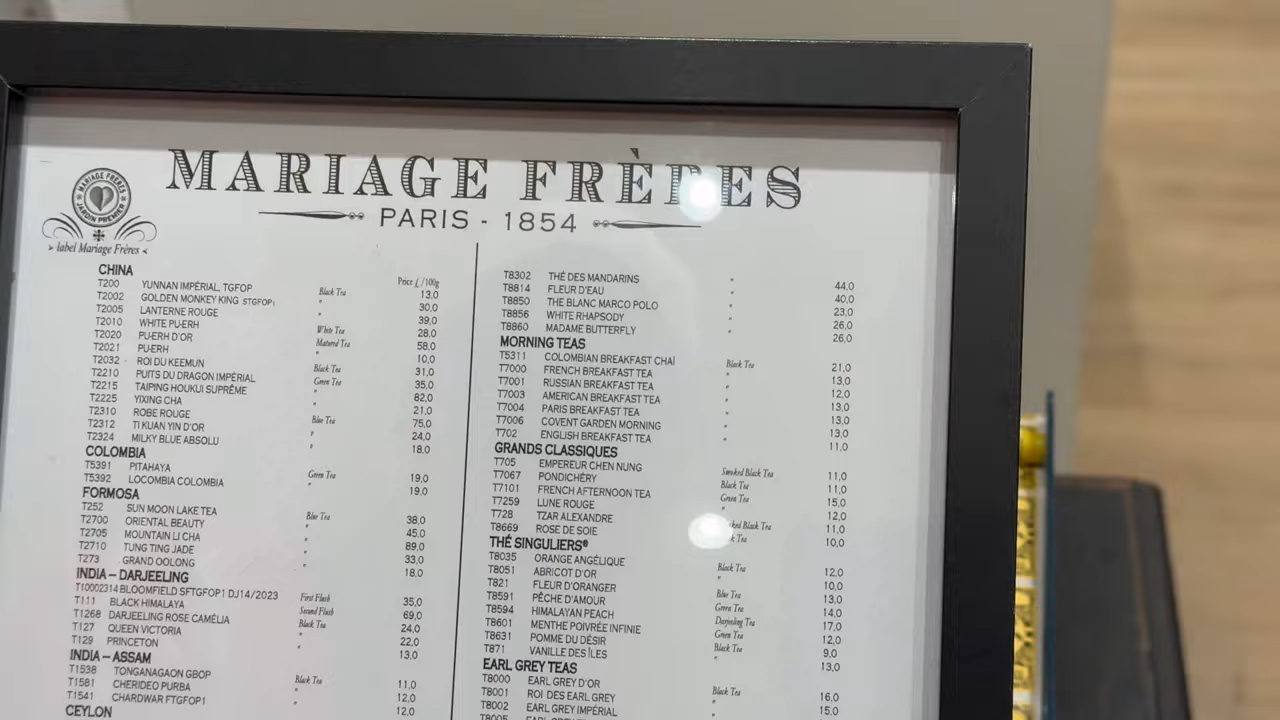 MARIAGE FRÈRES
PARIS - 1854
MARIAGE FRÈRES
JARDIN PREMIER
label Mariage Frères
CHINA Price £/100g
T200 YUNNAN IMPÉRIAL, TGFOP Black Tea 13,0
T2002 GOLDEN MONKEY KING STGFOP1 " 30,0
T2005 LANTERNE ROUGE " 39,0
T2010 WHITE PU-ERH White Tea 28,0
T2020 PU-ERH D'OR Matured Tea 58,0
T2021 PU-ERH " 10,0
T2032 ROI DU KEEMUN Black Tea 31,0
T2210 PUITS DU DRAGON IMPÉRIAL Green Tea 35,0
T2215 TAIPING HOUKUI SUPRÊME " 82,0
T2225 YIXING CHA " 21,0
T2310 ROBE ROUGE Blue Tea 75,0
T2312 TI KUAN YIN D'OR " 24,0
T2324 MILKY BLUE ABSOLU " 18,0
COLOMBIA
T5391 PITAHAYA Green Tea 19,0
T5392 LOCOMBIA COLOMBIA " 19,0
FORMOSA
T252 SUN MOON LAKE TEA Blue Tea 38,0
T2700 ORIENTAL BEAUTY " 45,0
T2705 MOUNTAIN LI CHA " 89,0
T2710 TUNG TING JADE " 33,0
T273 GRAND OOLONG " 18,0
INDIA – DARJEELING
T10002314 BLOOMFIELD SFTGFOP1 DJ14/2023 First Flush 35,0
T111 BLACK HIMALAYA Second Flush 69,0
T1268 DARJEELING ROSE CAMÉLIA Black Tea 24,0
T127 QUEEN VICTORIA " 22,0
T129 PRINCETON " 13,0
INDIA – ASSAM
T1538 TONGANAGAON GBOP Black Tea 11,0
T1581 CHERIDEO PURBA " 12,0
T1541 CHARDWAR FTGFOP1 " 12,0
CEYLON
T8302 THÉ DES MANDARINS " 44,0
T8814 FLEUR D'EAU " 40,0
T8850 THÉ BLANC MARCO POLO " 23,0
T8856 WHITE RHAPSODY " 26,0
T8860 MADAME BUTTERFLY " 26,0
MORNING TEAS
T5311 COLOMBIAN BREAKFAST CHAÏ Black Tea 21,0
T7000 FRENCH BREAKFAST TEA " 13,0
T7001 RUSSIAN BREAKFAST TEA " 12,0
T7003 AMERICAN BREAKFAST TEA " 13,0
T7004 PARIS BREAKFAST TEA " 13,0
T7006 COVENT GARDEN MORNING " 13,0
T702 ENGLISH BREAKFAST TEA " 11,0
GRANDS CLASSIQUES
T705 EMPEREUR CHEN NUNG Smoked Black Tea 11,0
T7067 PONDICHÉRY Black Tea 11,0
T7101 FRENCH AFTERNOON TEA Green Tea 15,0
T7259 LUNE ROUGE " 12,0
T728 TZAR ALEXANDRE Black Tea 11,0
T8669 ROSE DE SOIE Tea 10,0
THÉ SINGULIERS®
T8035 ORANGE ANGÉLIQUE Black Tea 12,0
T8051 ABRICOT D'OR " 10,0
T821 FLEUR D'ORANGER Blue Tea 13,0
T8591 PÊCHE D'AMOUR Green Tea 14,0
T8594 HIMALAYAN PEACH Darjeeling Tea 17,0
T8601 MENTHE POIVRÉE INFINIE Green Tea 12,0
T8631 POMME DU DÉSIR Black Tea 9,0
T871 VANILLE DES ÎLES " 13,0
EARL GREY TEAS
T8000 EARL GREY D'OR Black Tea 16,0
T8001 ROI DES EARL GREY " 15,0
T8002 EARL GREY IMPÉRIAL